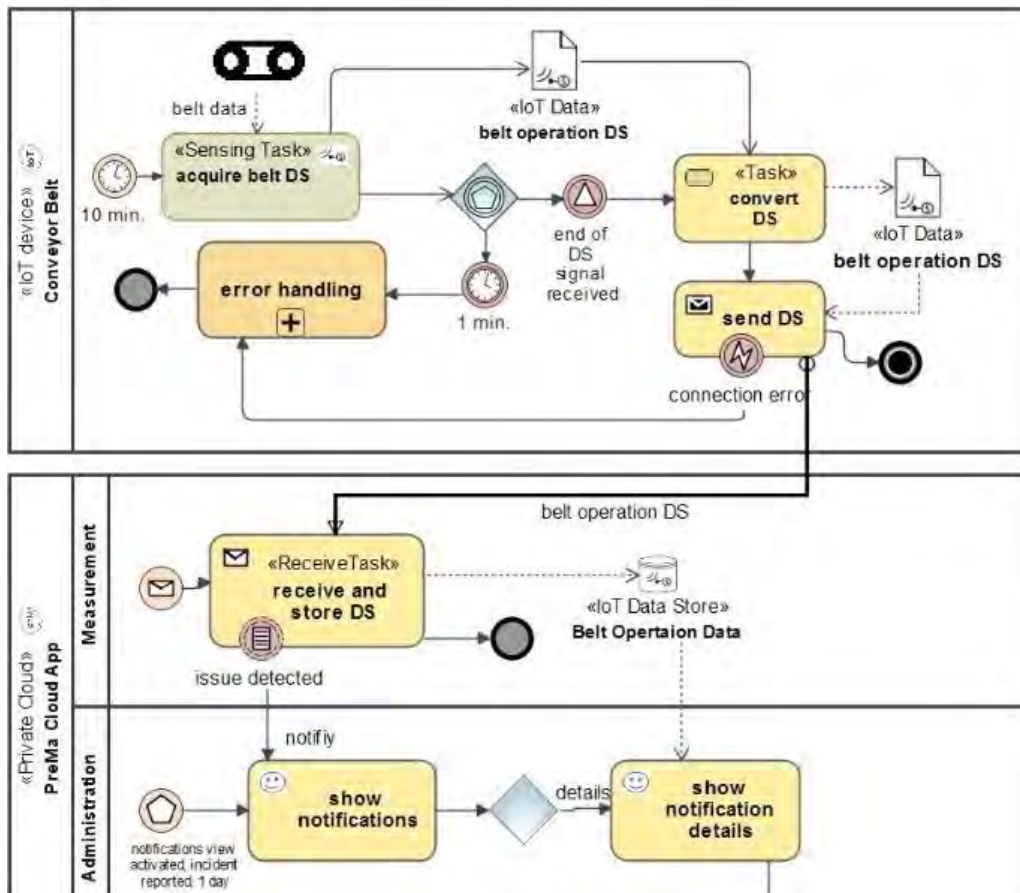 «IoT device» IoT
Conveyor Belt
belt data
«Sensing Task»
acquire belt DS
10 min.
«IoT Data»
belt operation DS
end of
DS
signal
received
1 min.
error handling
«Task»
convert
DS
«IoT Data»
belt operation DS
send DS
connection error
belt operation DS
«Private Cloud»
PreMa Cloud App
Measurement
«ReceiveTask»
receive and
store DS
issue detected
«IoT Data Store»
Belt Opertaion Data
Administration
notifiy
show
notifications
notifications view
activated, incident
reported, 1 day
details
show
notification
details